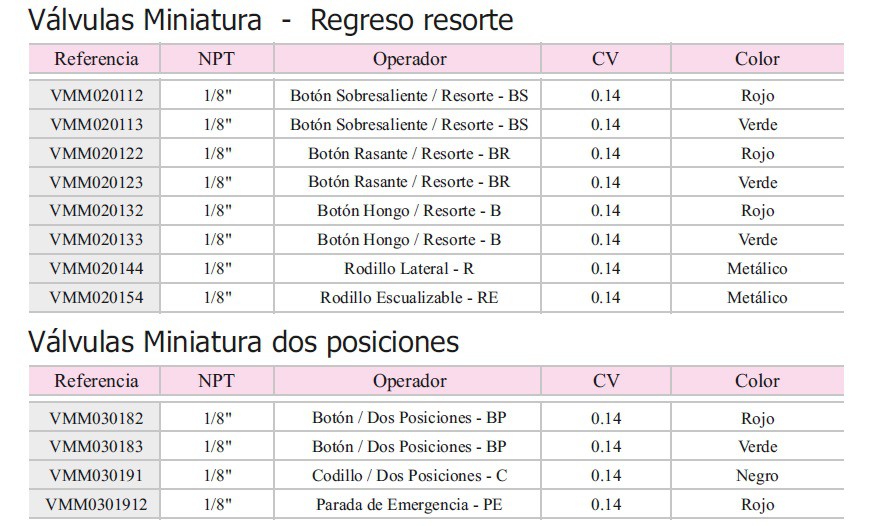 Válvulas Miniatura - Regreso resorte
Referencia NPT Operador CV Color
VMM020112 1/8" Botón Sobresaliente / Resorte - BS 0.14 Rojo
VMM020113 1/8" Botón Sobresaliente / Resorte - BS 0.14 Verde
VMM020122 1/8" Botón Rasante / Resorte - BR 0.14 Rojo
VMM020123 1/8" Botón Rasante / Resorte - BR 0.14 Verde
VMM020132 1/8" Botón Hongo / Resorte - B 0.14 Rojo
VMM020133 1/8" Botón Hongo / Resorte - B 0.14 Verde
VMM020144 1/8" Rodillo Lateral - R 0.14 Metálico
VMM020154 1/8" Rodillo Escualizable - RE 0.14 Metálico
Válvulas Miniatura dos posiciones
Referencia NPT Operador CV Color
VMM030182 1/8" Botón / Dos Posiciones - BP 0.14 Rojo
VMM030183 1/8" Botón / Dos Posiciones - BP 0.14 Verde
VMM030191 1/8" Codillo / Dos Posiciones - C 0.14 Negro
VMM0301912 1/8" Parada de Emergencia - PE 0.14 Rojo